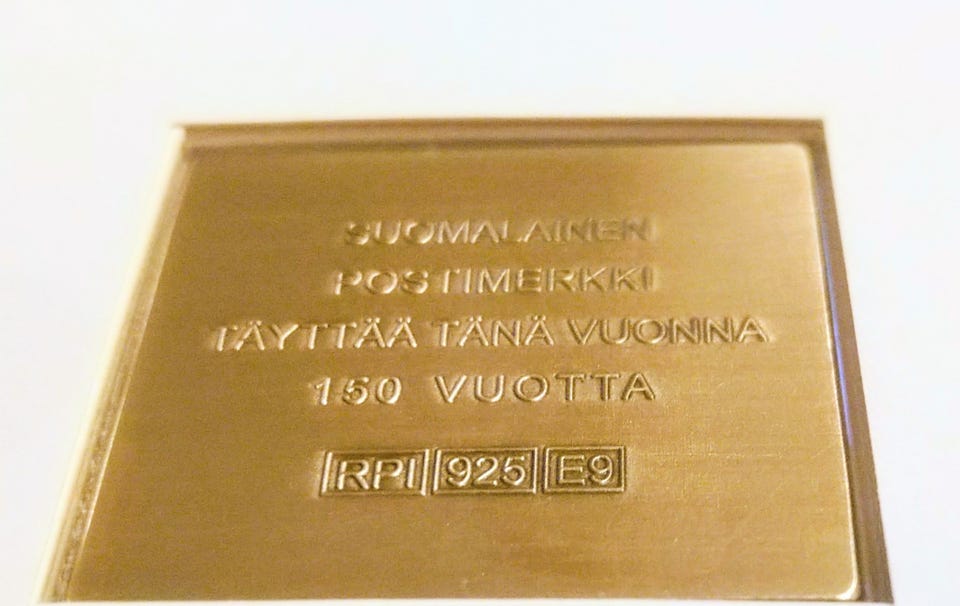 SUOMALAINEN
POSTIMERKKI
TÄYTTÄÄ TÄNÄ VUONNA
150 VUOTTA
RPI 925 E9